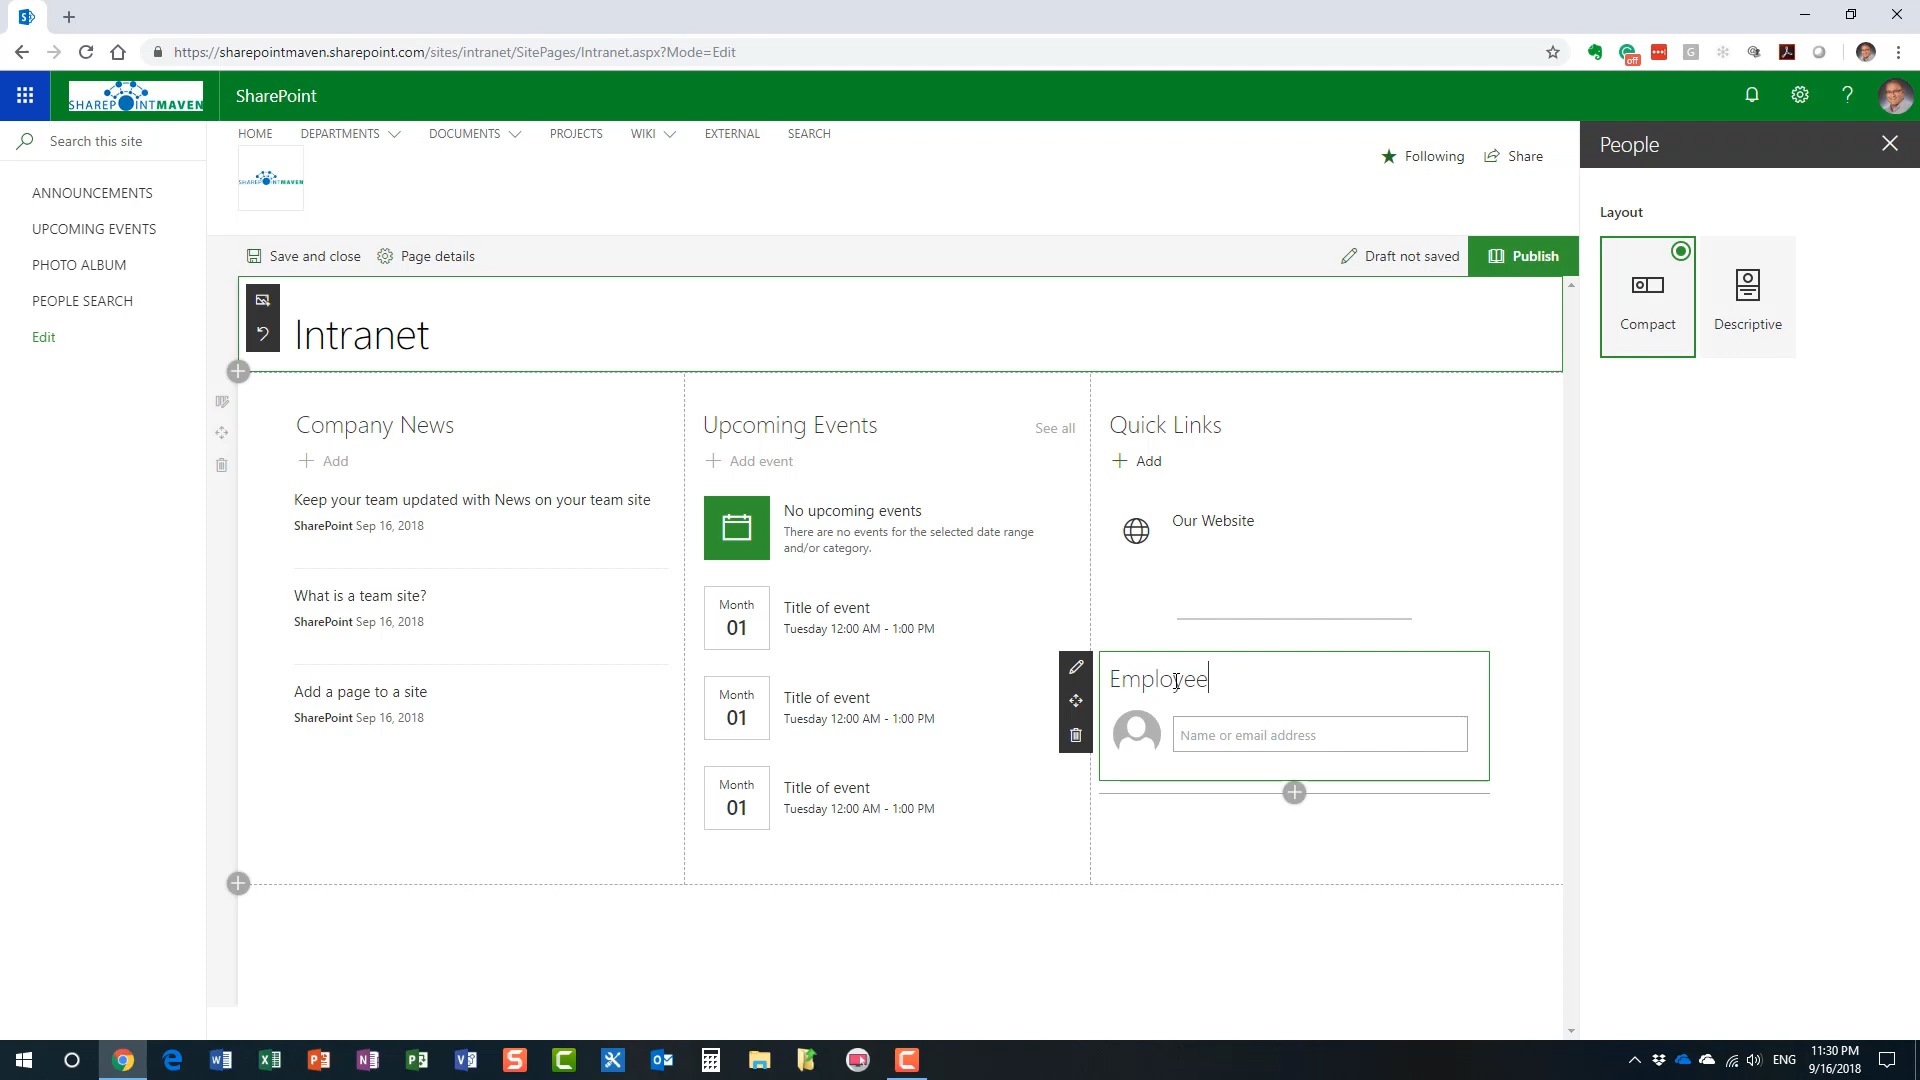 https://sharepointmaven.sharepoint.com/sites/intranet/SitePages/Intranet.aspx?Mode=Edit
off
SHAREPOINTMAVEN
SharePoint
Search this site
HOME
DEPARTMENTS
DOCUMENTS
PROJECTS
WIKI
EXTERNAL
SEARCH
SHAREPOINTMAVEN
Following
Share
People
ANNOUNCEMENTS
UPCOMING EVENTS
PHOTO ALBUM
PEOPLE SEARCH
Edit
Layout
Compact
Descriptive
Save and close
Page details
Draft not saved
Publish
Intranet
Company News
Add
Keep your team updated with News on your team site
SharePoint Sep 16, 2018
What is a team site?
SharePoint Sep 16, 2018
Add a page to a site
SharePoint Sep 16, 2018
Upcoming Events
See all
Add event
No upcoming events
There are no events for the selected date range
and/or category.
Month
01
Title of event
Tuesday 12:00 AM - 1:00 PM
Month
01
Title of event
Tuesday 12:00 AM - 1:00 PM
Month
01
Title of event
Tuesday 12:00 AM - 1:00 PM
Quick Links
Add
Our Website
Employee
Name or email address
ENG
11:30 PM
9/16/2018